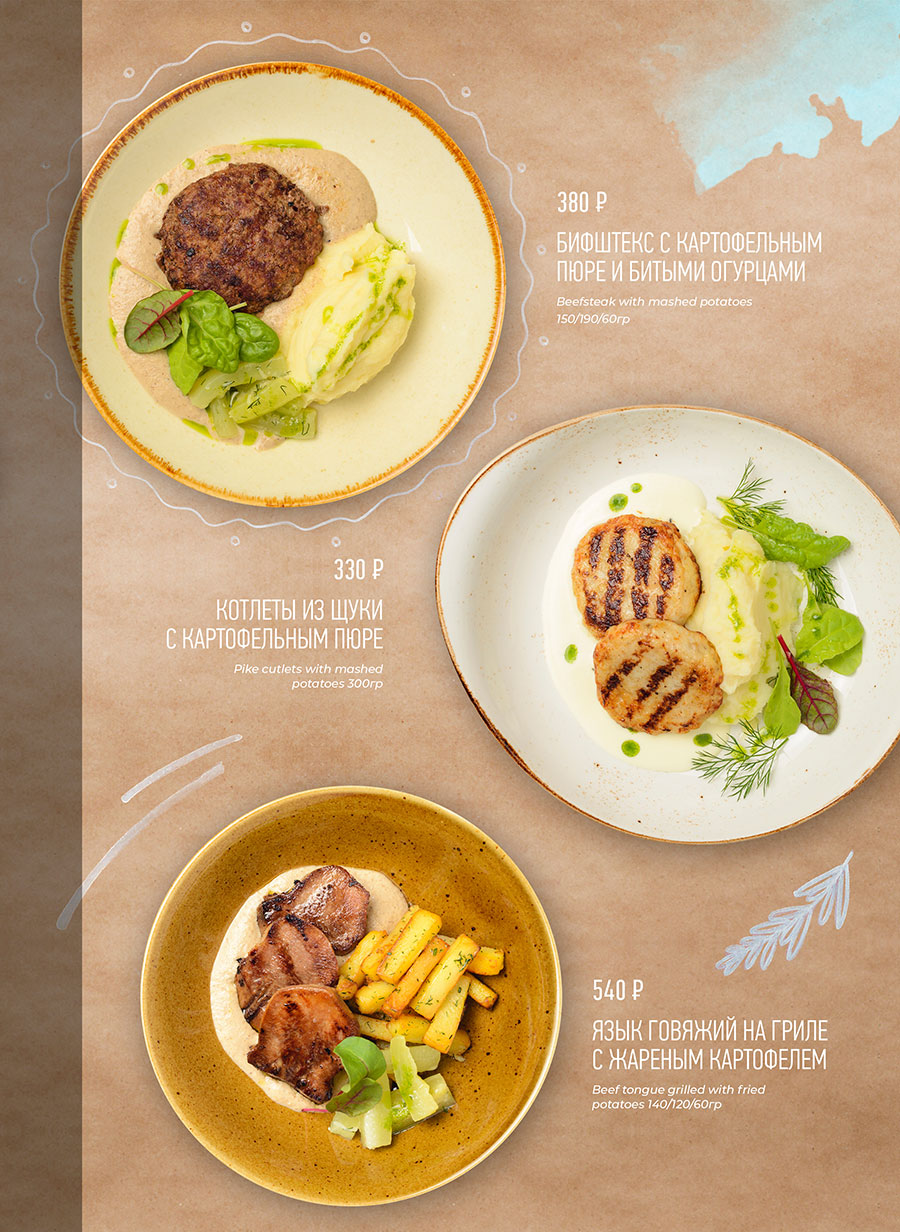 380 ₽
БИФШТЕКС С КАРТОФЕЛЬНЫМ
ПЮРЕ И БИТЫМИ ОГУРЦАМИ
Beefsteak with mashed potatoes
150/190/60гр
330 ₽
КОТЛЕТЫ ИЗ ЩУКИ
С КАРТОФЕЛЬНЫМ ПЮРЕ
Pike cutlets with mashed
potatoes 300гр
540 ₽
ЯЗЫК ГОВЯЖИЙ НА ГРИЛЕ
С ЖАРЕНЫМ КАРТОФЕЛЕМ
Beef tongue grilled with fried
potatoes 140/120/60гр